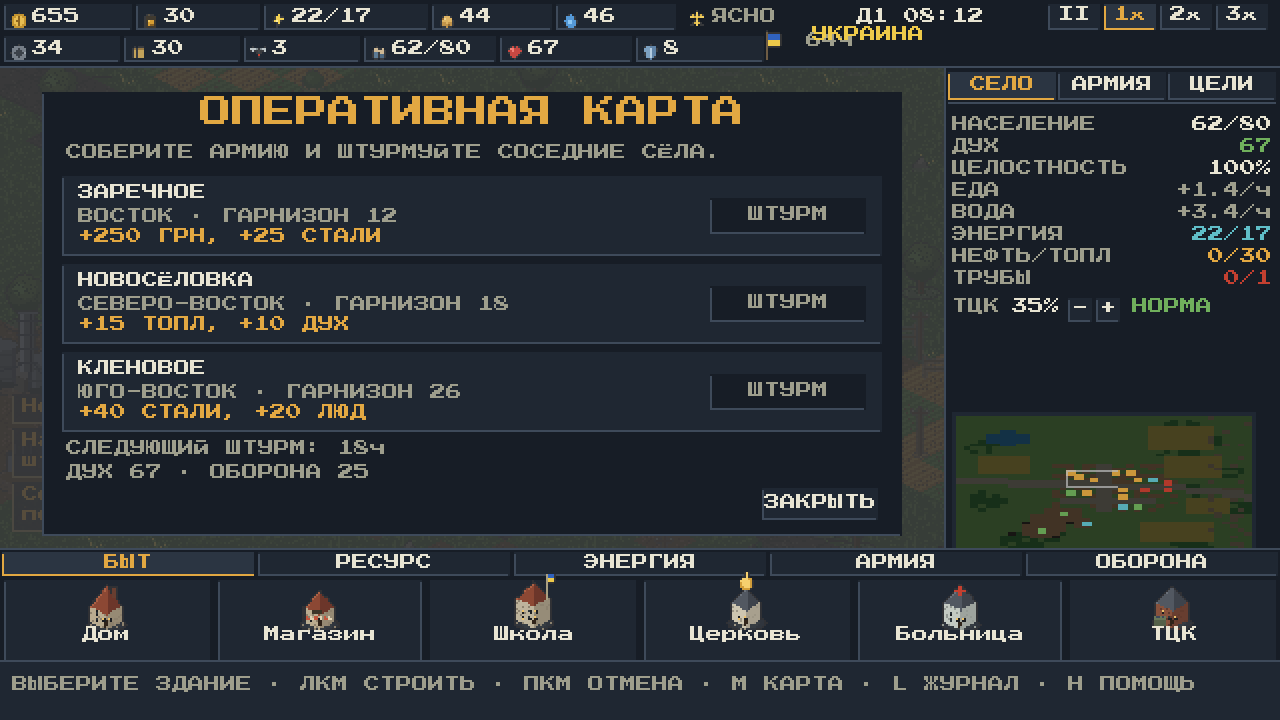 655 30 22/17 44 46 ЯСНО Д1 08:12 II 1x 2x 3x
34 30 3 62/80 67 8 УКРАИНА
СЕЛО АРМИЯ ЦЕЛИ
ОПЕРАТИВНАЯ КАРТА
СОБЕРИТЕ АРМИЮ И ШТУРМУЙТЕ СОСЕДНИЕ СЁЛА.
ЗАРЕЧНОЕ
ВОСТОК · ГАРНИЗОН 12
+250 ГРН, +25 СТАЛИ
ШТУРМ
НОВОСЁЛОВКА
СЕВЕРО-ВОСТОК · ГАРНИЗОН 18
+15 ТОПЛ, +10 ДУХ
ШТУРМ
КЛЕНОВОЕ
ЮГО-ВОСТОК · ГАРНИЗОН 26
+40 СТАЛИ, +20 ЛЮД
ШТУРМ
СЛЕДУЮЩИЙ ШТУРМ: 18ч
ДУХ 67 · ОБОРОНА 25
ЗАКРЫТЬ
НАСЕЛЕНИЕ 62/80
ДУХ 67
ЦЕЛОСТНОСТЬ 100%
ЕДА +1.4/ч
ВОДА +3.4/ч
ЭНЕРГИЯ 22/17
НЕФТЬ/ТОПЛ 0/30
ТРУБЫ 0/1
ТЦК 35% - + НОРМА
БЫТ РЕСУРС ЭНЕРГИЯ АРМИЯ ОБОРОНА
Дом Магазин Школа Церковь Больница ТЦК
ВЫБЕРИТЕ ЗДАНИЕ · ЛКМ СТРОИТЬ · ПКМ ОТМЕНА · M КАРТА · L ЖУРНАЛ · H ПОМОЩЬ